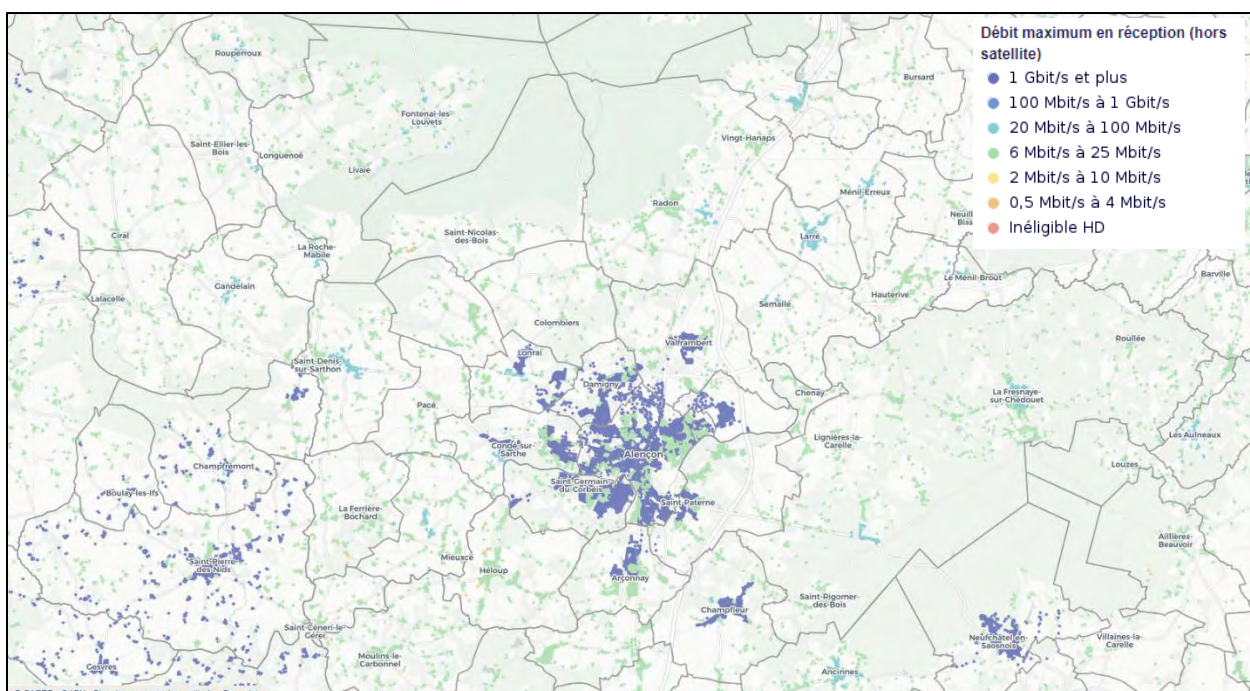 Débit maximum en réception (hors
satellite)
1 Gbit/s et plus
100 Mbit/s à 1 Gbit/s
20 Mbit/s à 100 Mbit/s
6 Mbit/s à 25 Mbit/s
2 Mbit/s à 10 Mbit/s
0,5 Mbit/s à 4 Mbit/s
Inéligible HD
Rouperroux
Bursard
Fontenai-les
Louvets
Vingt-Hanaps
Saint-Ellier-les
Bois
Longuenoë
Livaie
Ménil-Erreux
Radon
Neuil
Biss
Ciral
Saint-Nicolas
-des-Bois
Larré
La Roche-
Mabile
Le Ménil-Brout
Barville
Gandelain
Lalacelle
Hauterive
Semallé
Colombiers
Roullée
Valframbert
Lonrai
Saint-Denis
-sur-Sarthon
Damigny
Chenay
La Fresnaye
-sur-Chédouet
Pacé
Condé-sur-
Sarthe
Lignières-la-
Carelle
Les Aulneaux
Alençon
Champfremont
Louzes
Saint-Germain
du Corbéis
Boulay-les-Ifs
Saint-Paterne
La Ferrière-
Bochard
Aillières-
Beauvoir
Mieuxcé
Saint-Pierre
des-Nids
Héloup
Arçonnay
Saint-Rigomer-
des-Bois
Champfleur
Saint-Céneri-le
Gérei
Neufchâtel-en-
Saosnois
Villaines-la-
Carelle
Moulins-le-
Carbonnel
Gesvres
Ancinnes